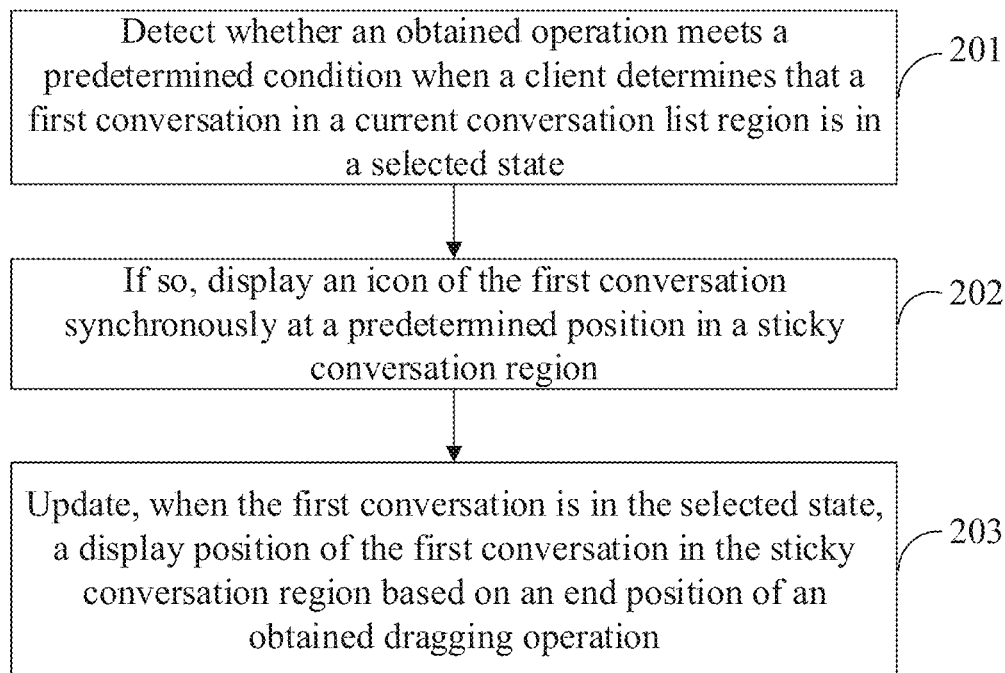 Detect whether an obtained operation meets a
predetermined condition when a client determines that a
first conversation in a current conversation list region is in
a selected state
201
If so, display an icon of the first conversation
synchronously at a predetermined position in a sticky
conversation region
202
Update, when the first conversation is in the selected state,
a display position of the first conversation in the sticky
conversation region based on an end position of an
obtained dragging operation
203